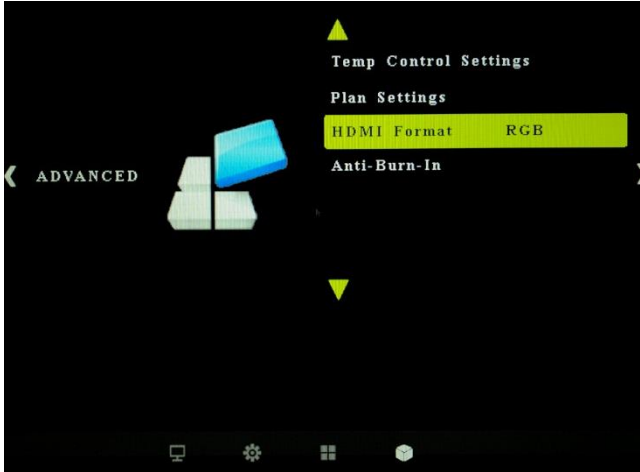 Temp Control Settings
Plan Settings
HDMI Format RGB
ADVANCED
Anti-Burn-In